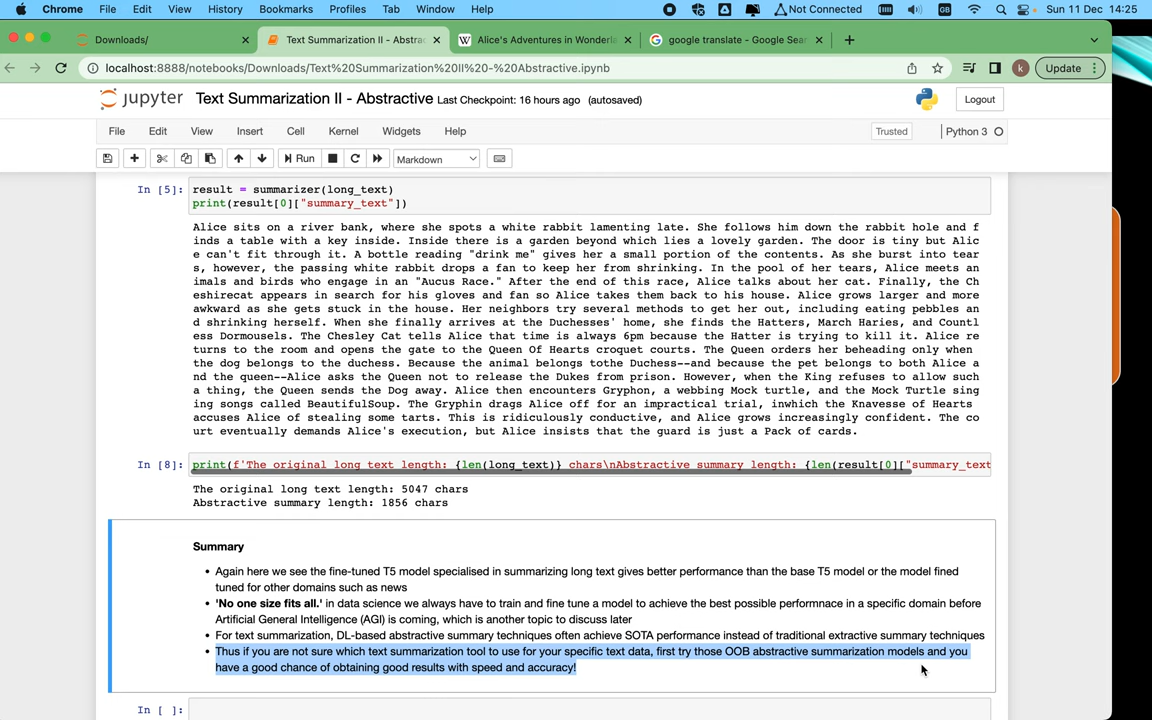 Chrome File Edit View History Bookmarks Profiles Tab Window Help Not Connected GB Sun 11 Dec 14:25
Downloads/ Text Summarization II - Abstrac Alice's Adventures in Wonderla google translate - Google Sear
localhost:8888/notebooks/Downloads/Text%20Summarization%20II%20-%20Abstractive.ipynb k Update
jupyter Text Summarization II - Abstractive Last Checkpoint: 16 hours ago (autosaved) Logout
File Edit View Insert Cell Kernel Widgets Help Trusted Python 3
Run Markdown
In [5]: result = summarizer(long_text)
print(result[0]["summary_text"])
Alice sits on a river bank, where she spots a white rabbit lamenting late. She follows him down the rabbit hole and f
inds a table with a key inside. Inside there is a garden beyond which lies a lovely garden. The door is tiny but Alic
e can't fit through it. A bottle reading "drink me" gives her a small portion of the contents. As she burst into tear
s, however, the passing white rabbit drops a fan to keep her from shrinking. In the pool of her tears, Alice meets an
imals and birds who engage in an "Aucus Race." After the end of this race, Alice talks about her cat. Finally, the Ch
eshirecat appears in search for his gloves and fan so Alice takes them back to his house. Alice grows larger and more
awkward as she gets stuck in the house. Her neighbors try several methods to get her out, including eating pebbles an
d shrinking herself. When she finally arrives at the Duchesses' home, she finds the Hatters, March Haries, and Countl
ess Dormousels. The Chesley Cat tells Alice that time is always 6pm because the Hatter is trying to kill it. Alice re
turns to the room and opens the gate to the Queen Of Hearts croquet courts. The Queen orders her beheading only when
the dog belongs to the duchess. Because the animal belongs tothe Duchess--and because the pet belongs to both Alice a
nd the queen--Alice asks the Queen not to release the Dukes from prison. However, when the King refuses to allow such
a thing, the Queen sends the Dog away. Alice then encounters Gryphon, a webbing Mock turtle, and the Mock Turtle sing
ing songs called BeautifulSoup. The Gryphin drags Alice off for an impractical trial, inwhich the Knavesse of Hearts
accuses Alice of stealing some tarts. This is ridiculously conductive, and Alice grows increasingly confident. The co
urt eventually demands Alice's execution, but Alice insists that the guard is just a Pack of cards.
In [8]: print(f'The original long text length: {len(long_text)} chars\nAbstractive summary length: {len(result[0]["summary_text
The original long text length: 5047 chars
Abstractive summary length: 1856 chars
Summary
• Again here we see the fine-tuned T5 model specialised in summarizing long text gives better performance than the base T5 model or the model fined
tuned for other domains such as news
• 'No one size fits all.' in data science we always have to train and fine tune a model to achieve the best possible performnace in a specific domain before
Artificial General Intelligence (AGI) is coming, which is another topic to discuss later
• For text summarization, DL-based abstractive summary techniques often achieve SOTA performance instead of traditional extractive summary techniques
• Thus if you are not sure which text summarization tool to use for your specific text data, first try those OOB abstractive summarization models and you
have a good chance of obtaining good results with speed and accuracy!
In [ ]: